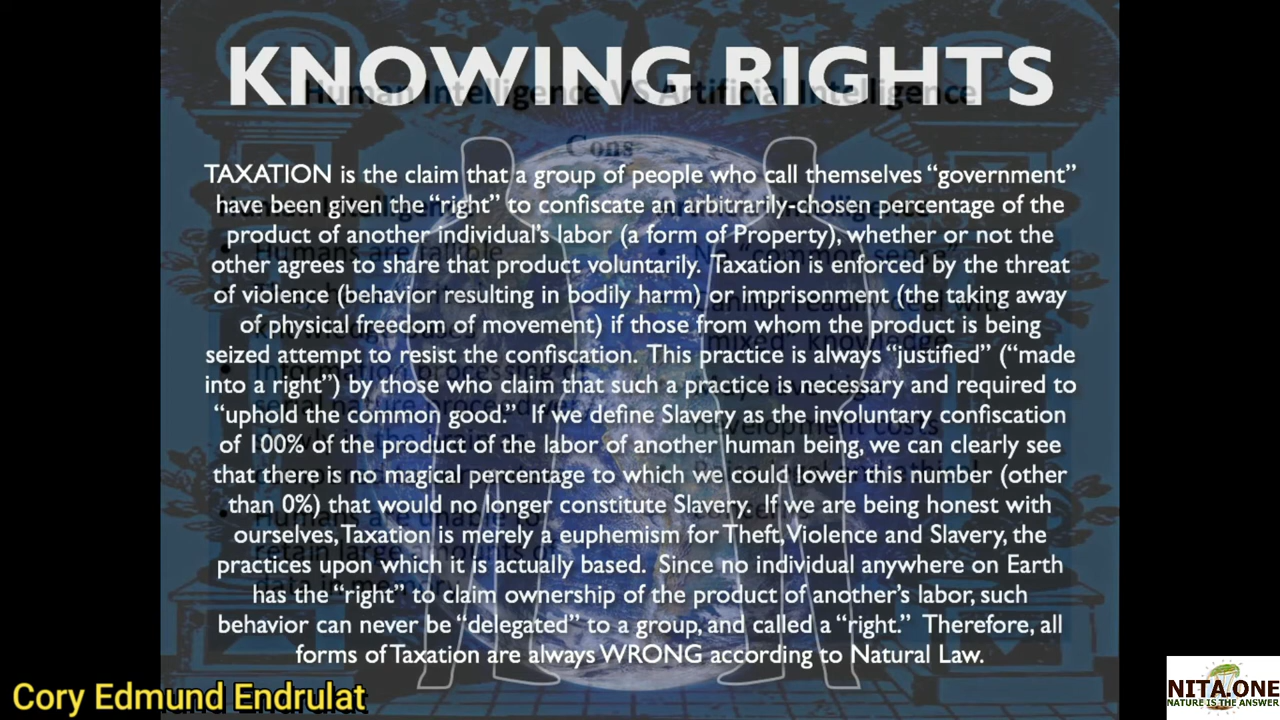 KNOWING RIGHTS
Human Intelligence VS Artificial Intelligence
Cons
TAXATION is the claim that a group of people who call themselves “government”
have been given the “right” to confiscate an arbitrarily-chosen percentage of the
product of another individual’s labor (a form of Property), whether or not the
other agrees to share that product voluntarily. Taxation is enforced by the threat
of violence (behavior resulting in bodily harm) or imprisonment (the taking away
of physical freedom of movement) if those from whom the product is being
seized attempt to resist the confiscation. This practice is always “justified” (“made
into a right”) by those who claim that such a practice is necessary and required to
“uphold the common good.” If we define Slavery as the involuntary confiscation
of 100% of the product of the labor of another human being, we can clearly see
that there is no magical percentage to which we could lower this number (other
than 0%) that would no longer constitute Slavery. If we are being honest with
ourselves, Taxation is merely a euphemism for Theft, Violence and Slavery, the
practices upon which it is actually based. Since no individual anywhere on Earth
has the “right” to claim ownership of the product of another’s labor, such
behavior can never be “delegated” to a group, and called a “right.” Therefore, all
forms of Taxation are always WRONG according to Natural Law.
Cory Edmund Endrulat
NITA.ONE
NATURE IS THE ANSWER